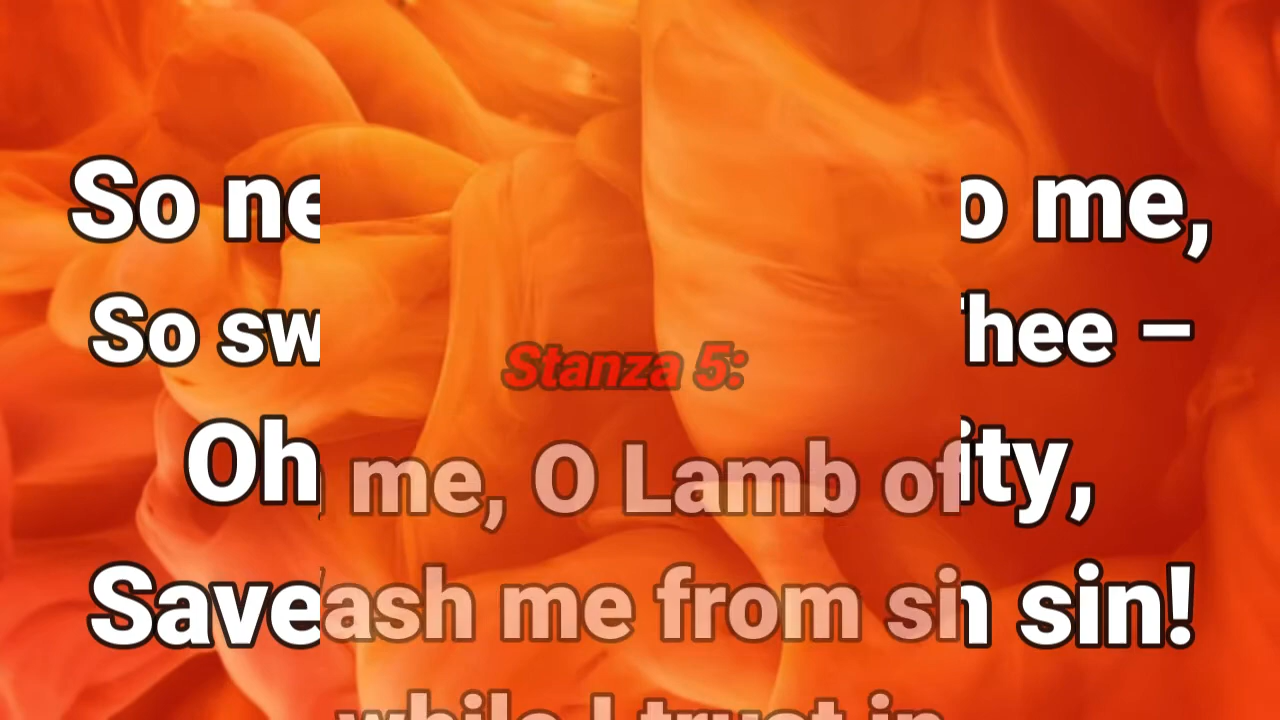 So ne
o me,
So sw
hee –
Stanza 5:
Oh
ity,
me, O Lamb of
Save
n sin!
ash me from si
while I trust in